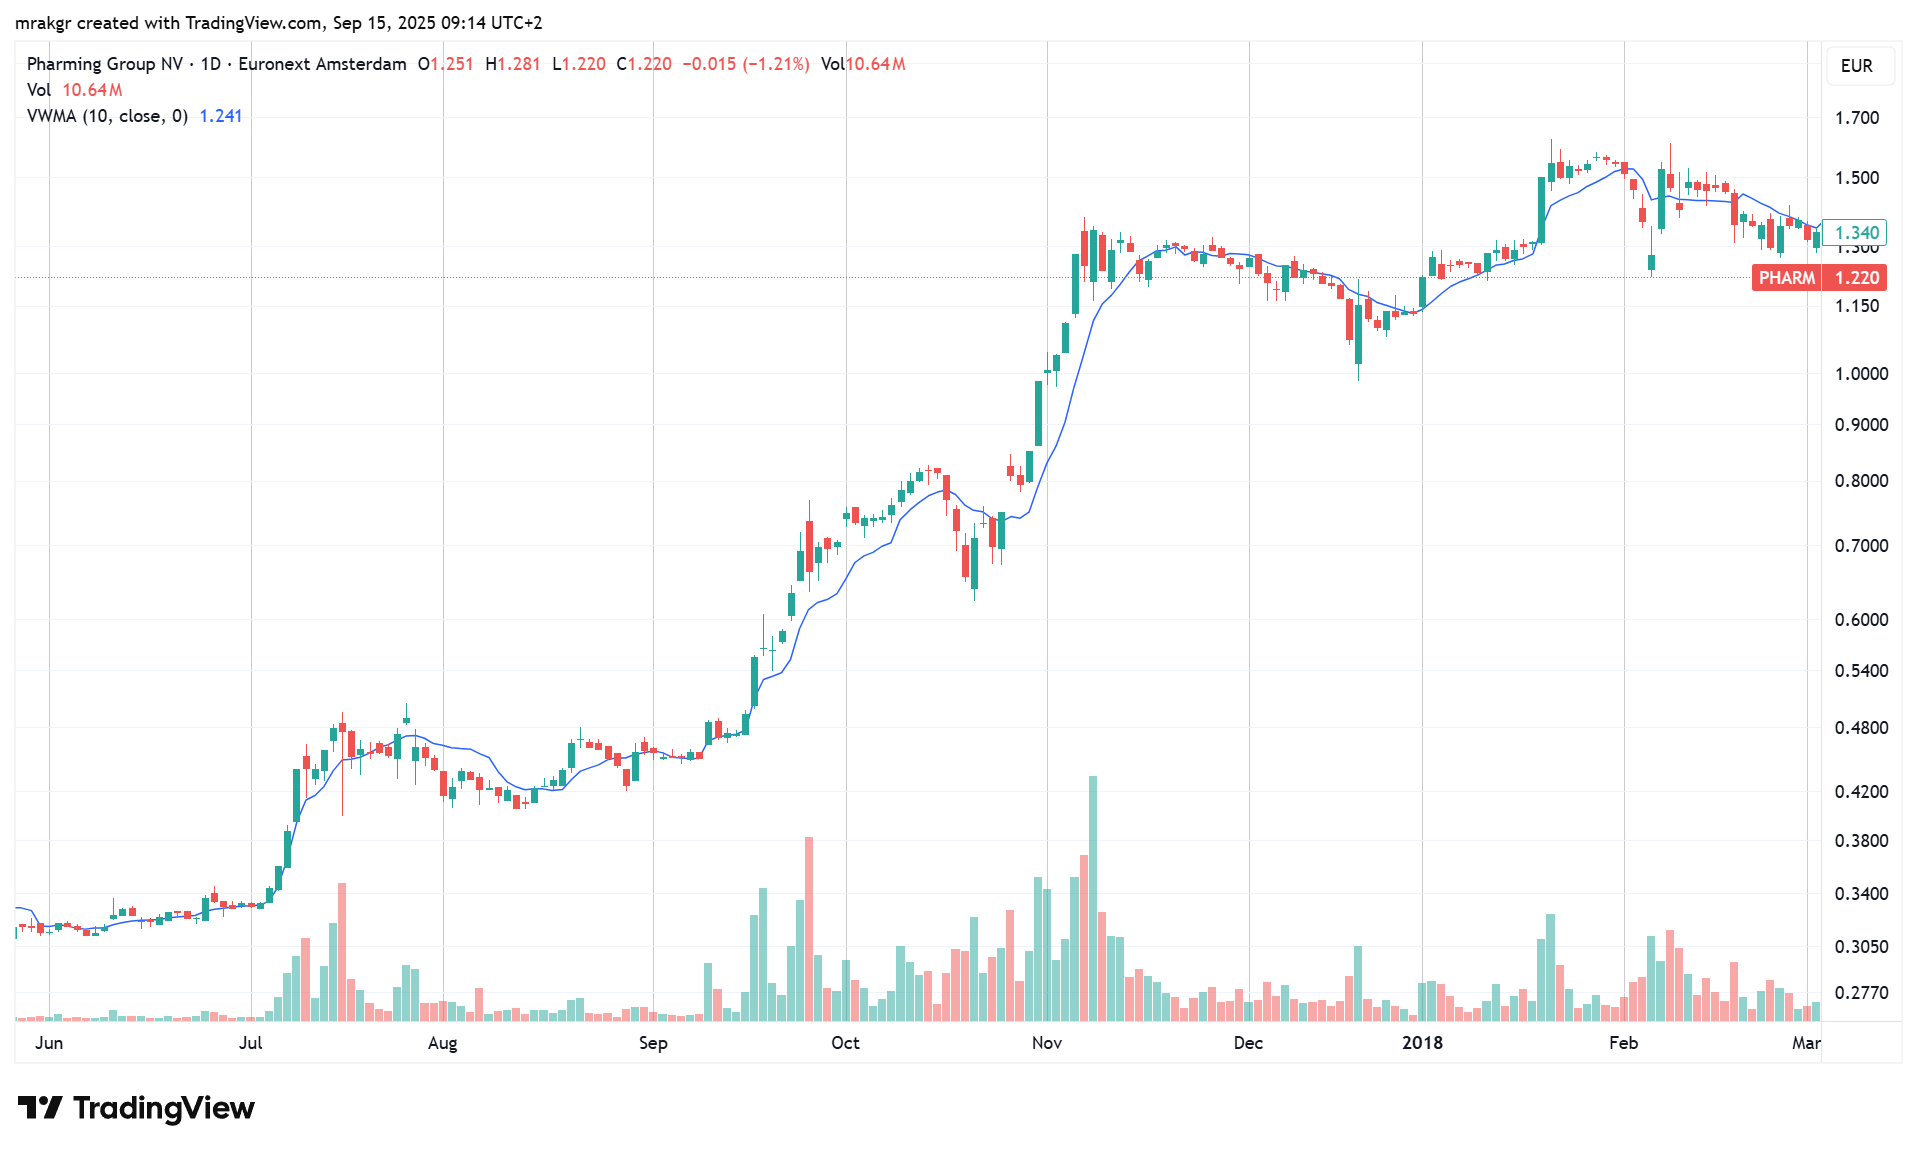 mrakgr created with TradingView.com, Sep 15, 2025 09:14 UTC+2
Pharming Group NV · 1D · Euronext Amsterdam O1.251 H1.281 L1.220 C1.220 −0.015 (−1.21%) Vol10.64M
Vol 10.64M
VWMA (10, close, 0) 1.241
EUR
1.700
1.500
1.340
1.300
PHARM 1.220
1.150
1.0000
0.9000
0.8000
0.7000
0.6000
0.5400
0.4800
0.4200
0.3800
0.3400
0.3050
0.2770
Jun Jul Aug Sep Oct Nov Dec 2018 Feb Mar
TradingView